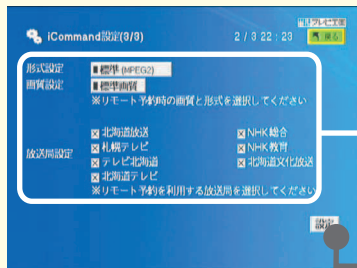 iCommand設定(3/3)
2 / 3 22 : 23
戻る
形式設定
標準(MPEG2)
画質設定
標準画質
※リモート予約時の画質と形式を選択してください
放送局設定
北海道放送
NHK総合
札幌テレビ
NHK教育
テレビ北海道
北海道文化放送
北海道テレビ
※リモート予約を利用する放送局を選択してください